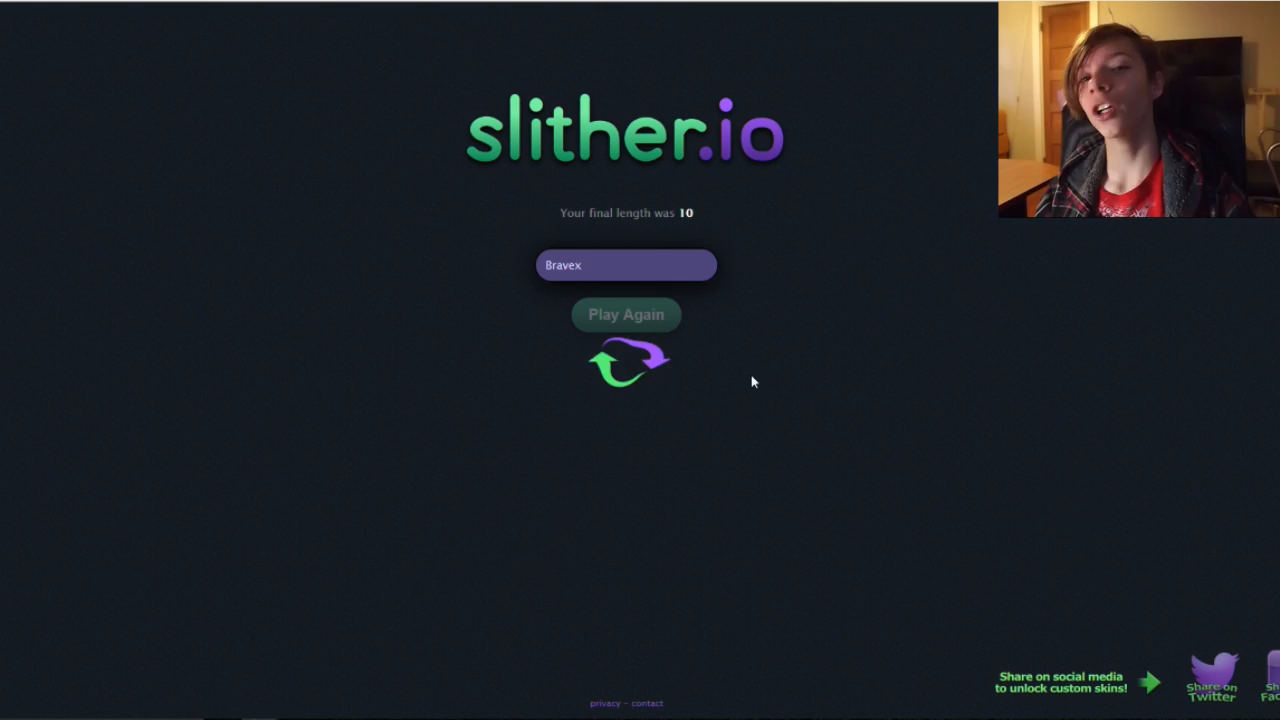 slither.io
Your final length was 10
Bravex
Play Again
Share on social media
to unlock custom skins!
Share on
Twitter
privacy - contact